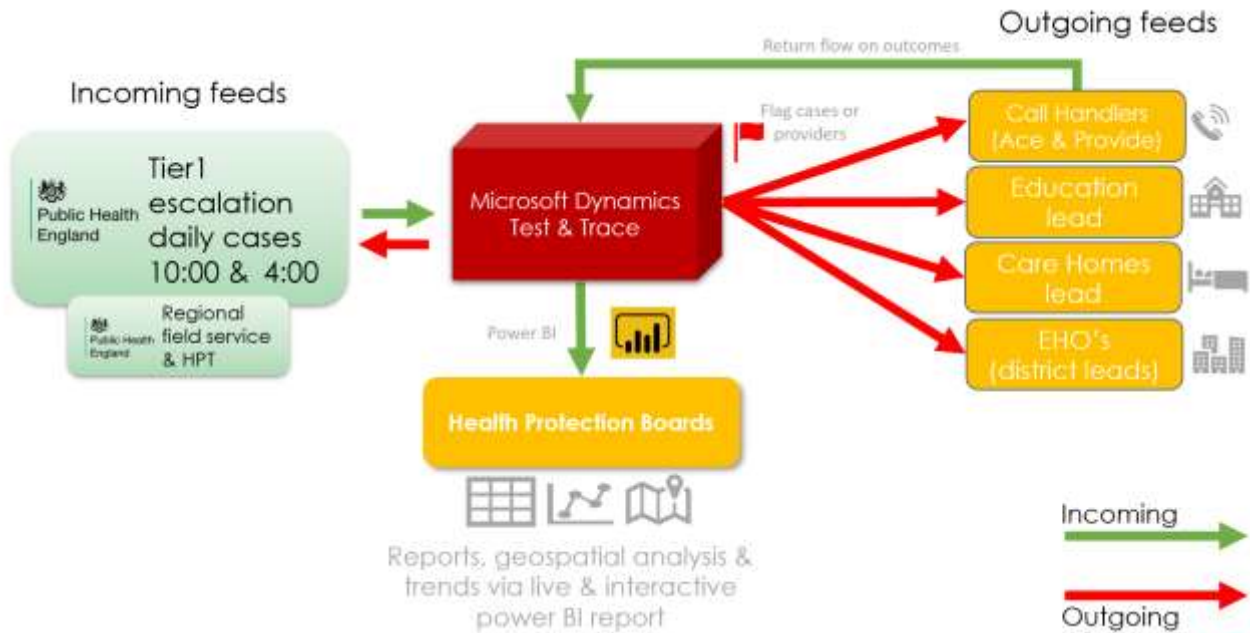 Outgoing feeds
Return flow on outcomes
Incoming feeds
Flag cases or
providers
Call Handlers
(Ace & Provide)
Public Health
England
Tier1
escalation
daily cases
10:00 & 4:00
Microsoft Dynamics
Test & Trace
Education
lead
Care Homes
lead
Public Health
England
Regional
field service
& HPT
Power BI
EHO's
(district leads)
Health Protection Boards
Reports, geospatial analysis &
trends via live & interactive
power BI report
Incoming
Outgoing